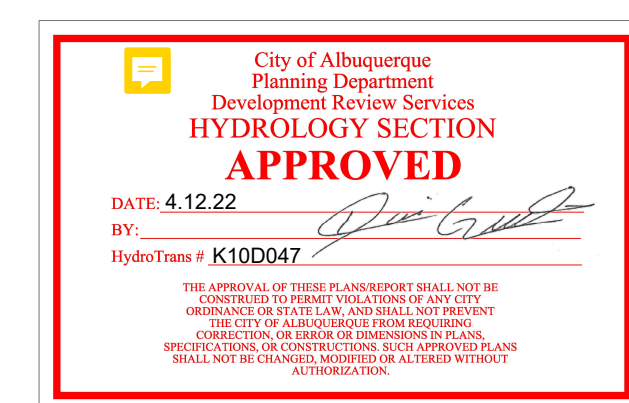 City of Albuquerque
Planning Department
Development Review Services
HYDROLOGY SECTION
APPROVED
DATE: 4.12.22
BY:
HydroTrans # K10D047
THE APPROVAL OF THESE PLANS/REPORT SHALL NOT BE
CONSTRUED TO PERMIT VIOLATIONS OF ANY CITY
ORDINANCE OR STATE LAW, AND SHALL NOT PREVENT
THE CITY OF ALBUQUERQUE FROM REQUIRING
CORRECTION, OR ERROR OR DIMENSIONS IN PLANS,
SPECIFICATIONS, OR CONSTRUCTIONS. SUCH APPROVED PLANS
SHALL NOT BE CHANGED, MODIFIED OR ALTERED WITHOUT
AUTHORIZATION.